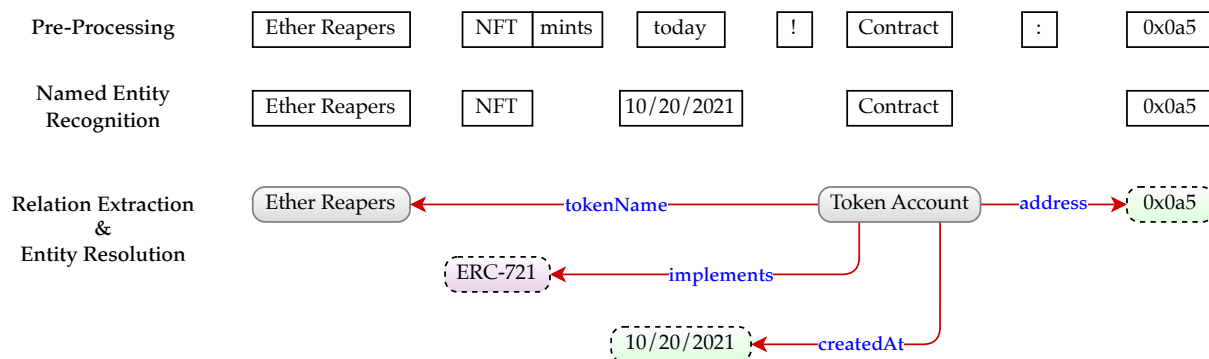 Pre-Processing Ether Reapers NFT mints today ! Contract : 0x0a5
Named Entity
Recognition
Ether Reapers NFT 10/20/2021 Contract 0x0a5
Relation Extraction
&
Entity Resolution
Ether Reapers tokenName Token Account address 0x0a5
ERC-721 implements
10/20/2021 createdAt